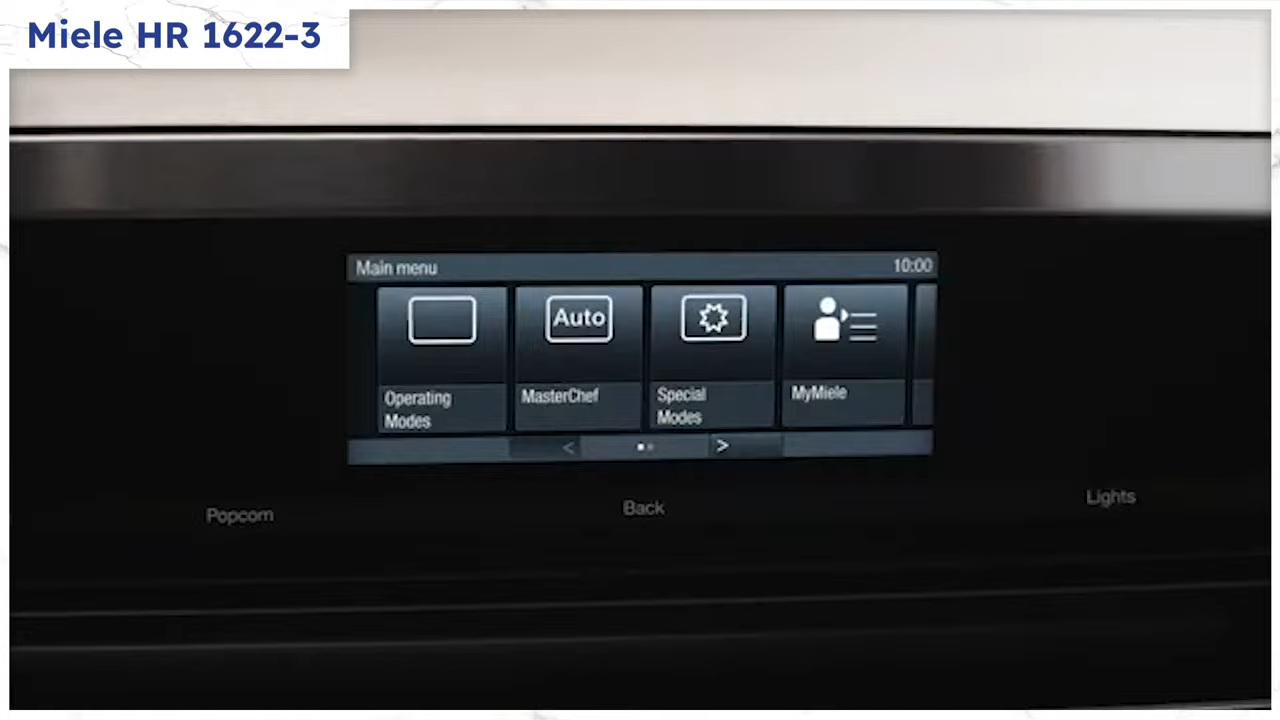 Miele HR 1622-3
Main menu 10:00
Auto
Operating
Modes
MasterChef
Special
Modes
MyMiele
< >
Popcorn
Back
Lights